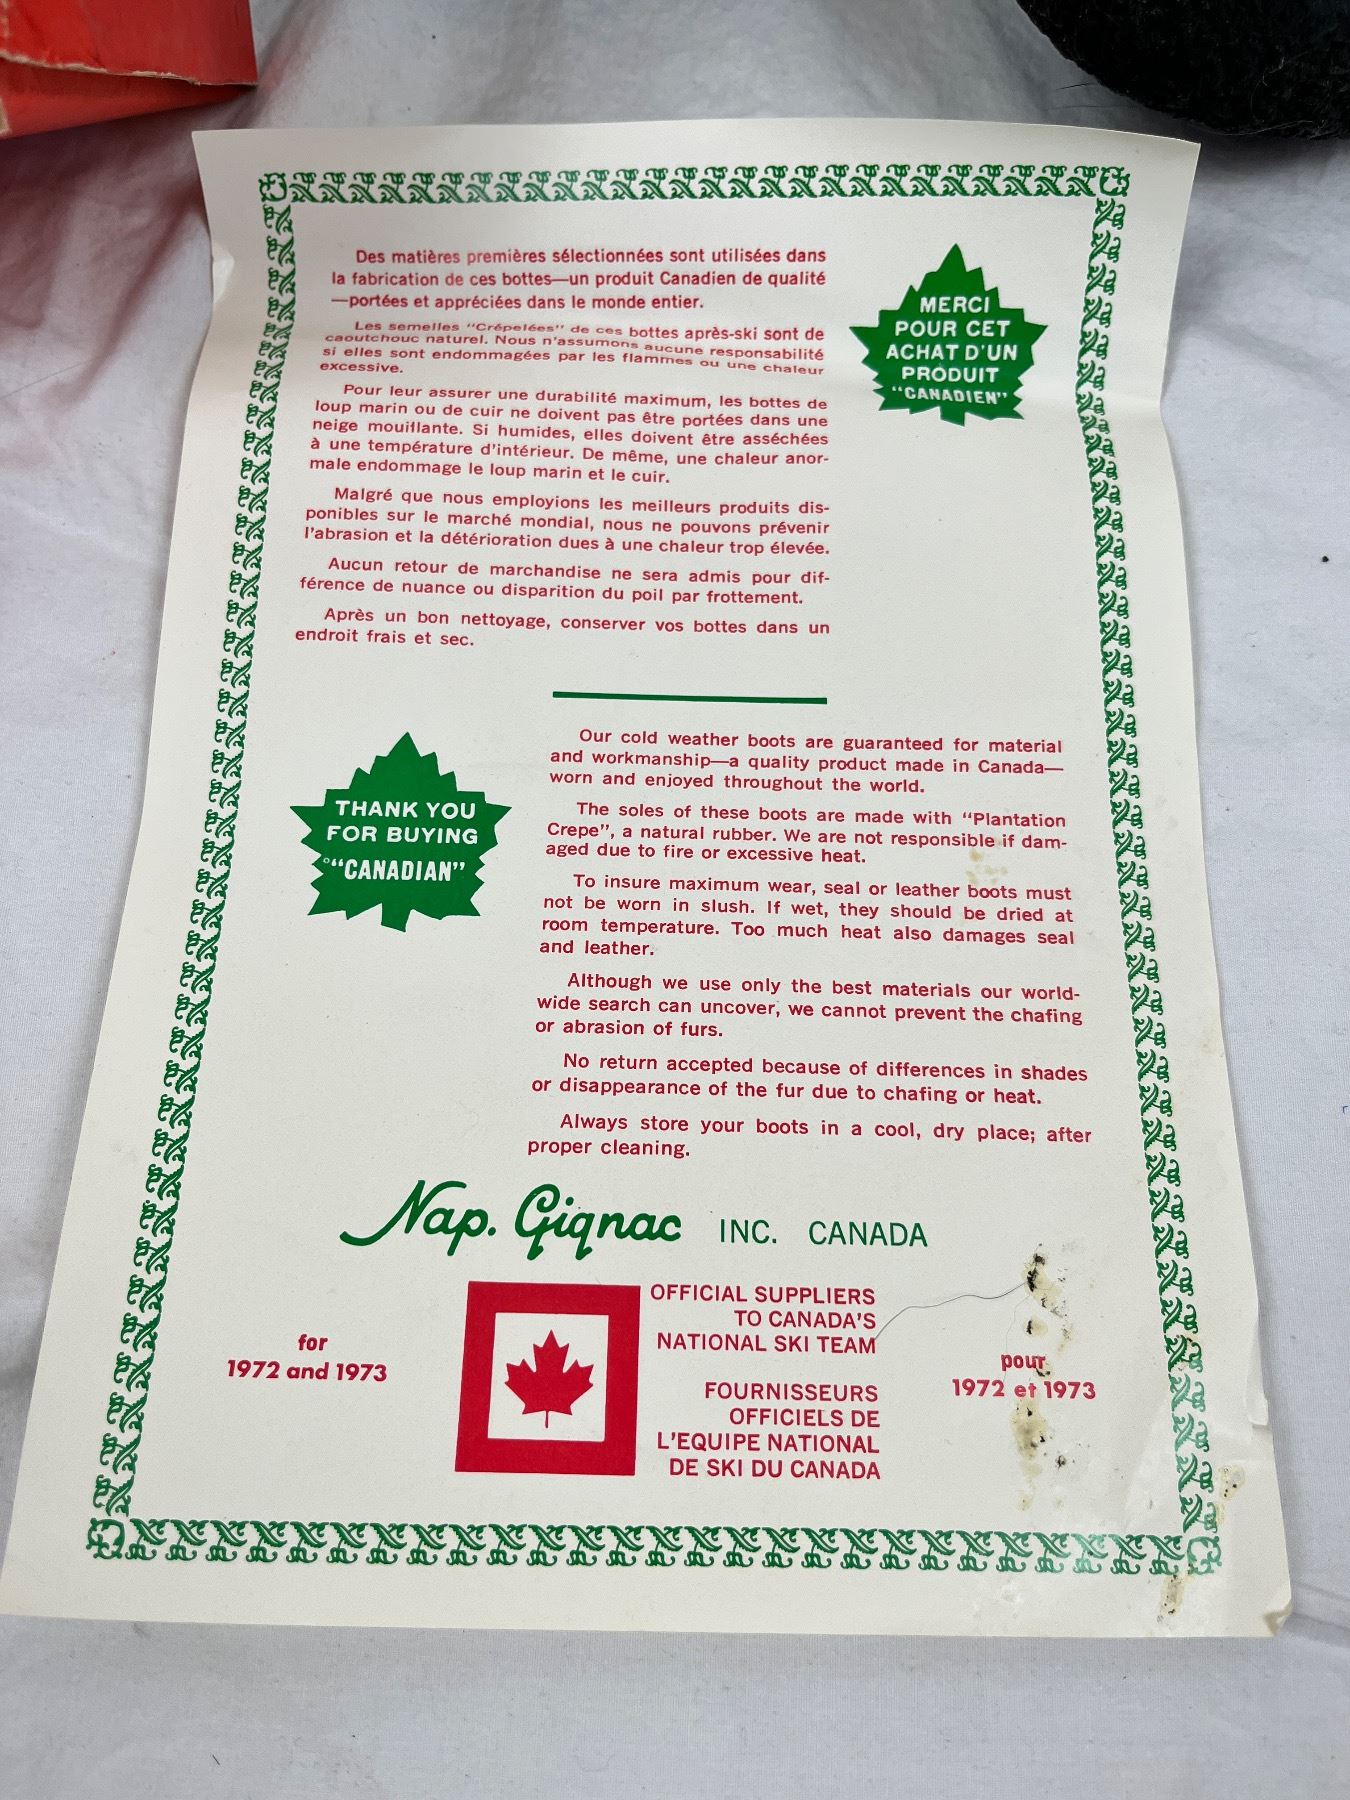 Des matières premières sélectionnées sont utilisées dans
la fabrication de ces bottes—un produit Canadien de qualité
—portées et appréciées dans le monde entier.
Les semelles "Crêpelées" de ces bottes après-ski sont de
caoutchouc naturel. Nous n'assumons aucune responsabilité
si elles sont endommagées par les flammes ou une chaleur
excessive.
Pour leur assurer une durabilité maximum, les bottes de
loup marin ou de cuir ne doivent pas être portées dans une
neige mouillante. Si humides, elles doivent être asséchées
à une température d'intérieur. De même, une chaleur anor-
male endommage le loup marin et le cuir.
Malgré que nous employions les meilleurs produits dis-
ponibles sur le marché mondial, nous ne pouvons prévenir
l'abrasion et la détérioration dues à une chaleur trop élevée.
Aucun retour de marchandise ne sera admis pour dif-
férence de nuance ou disparition du poil par frottement.
Après un bon nettoyage, conserver vos bottes dans un
endroit frais et sec.
MERCI
POUR CET
ACHAT D'UN
PRODUIT
"CANADIEN"
THANK YOU
FOR BUYING
"CANADIAN"
Our cold weather boots are guaranteed for material
and workmanship—a quality product made in Canada—
worn and enjoyed throughout the world.
The soles of these boots are made with "Plantation
Crepe", a natural rubber. We are not responsible if dam-
aged due to fire or excessive heat.
To insure maximum wear, seal or leather boots must
not be worn in slush. If wet, they should be dried at
room temperature. Too much heat also damages seal
and leather.
Although we use only the best materials our world-
wide search can uncover, we cannot prevent the chafing
or abrasion of furs.
No return accepted because of differences in shades
or disappearance of the fur due to chafing or heat.
Always store your boots in a cool, dry place; after
proper cleaning.
Nap. Gignac INC. CANADA
for
1972 and 1973
OFFICIAL SUPPLIERS
TO CANADA'S
NATIONAL SKI TEAM
FOURNISSEURS
OFFICIELS DE
L'EQUIPE NATIONAL
DE SKI DU CANADA
pour
1972 et 1973